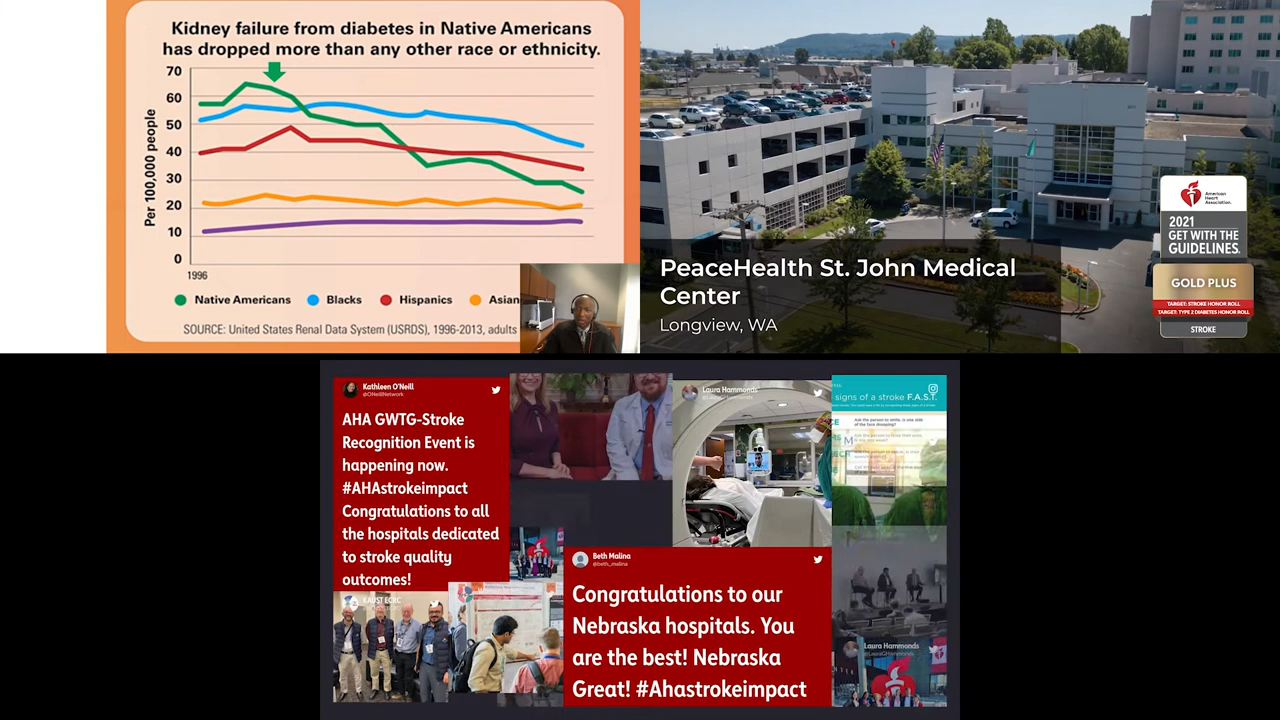 Kidney failure from diabetes in Native Americans
has dropped more than any other race or ethnicity.
70
60
50
40
30
20
10
0
Per 100,000 people
1996
Native Americans Blacks Hispanics Asian
SOURCE: United States Renal Data System (USRDS), 1996-2013, adults
PeaceHealth St. John Medical
Center
Longview, WA
American
Heart
Association.
2021
GET WITH THE
GUIDELINES.
GOLD PLUS
TARGET: STROKE HONOR ROLL
TARGET: TYPE 2 DIABETES HONOR ROLL
STROKE
Kathleen O'Neill
@ONeillNetwork
AHA GWTG-Stroke
Recognition Event is
happening now.
#AHAstrokeimpact
Congratulations to all
the hospitals dedicated
to stroke quality
outcomes!
KAUST ECRC
Laura Hammonds
signs of a stroke F.A.S.T.
Beth Malina
@beth_malina
Congratulations to our
Nebraska hospitals. You
are the best! Nebraska
Great! #Ahastrokeimpact
Laura Hammonds